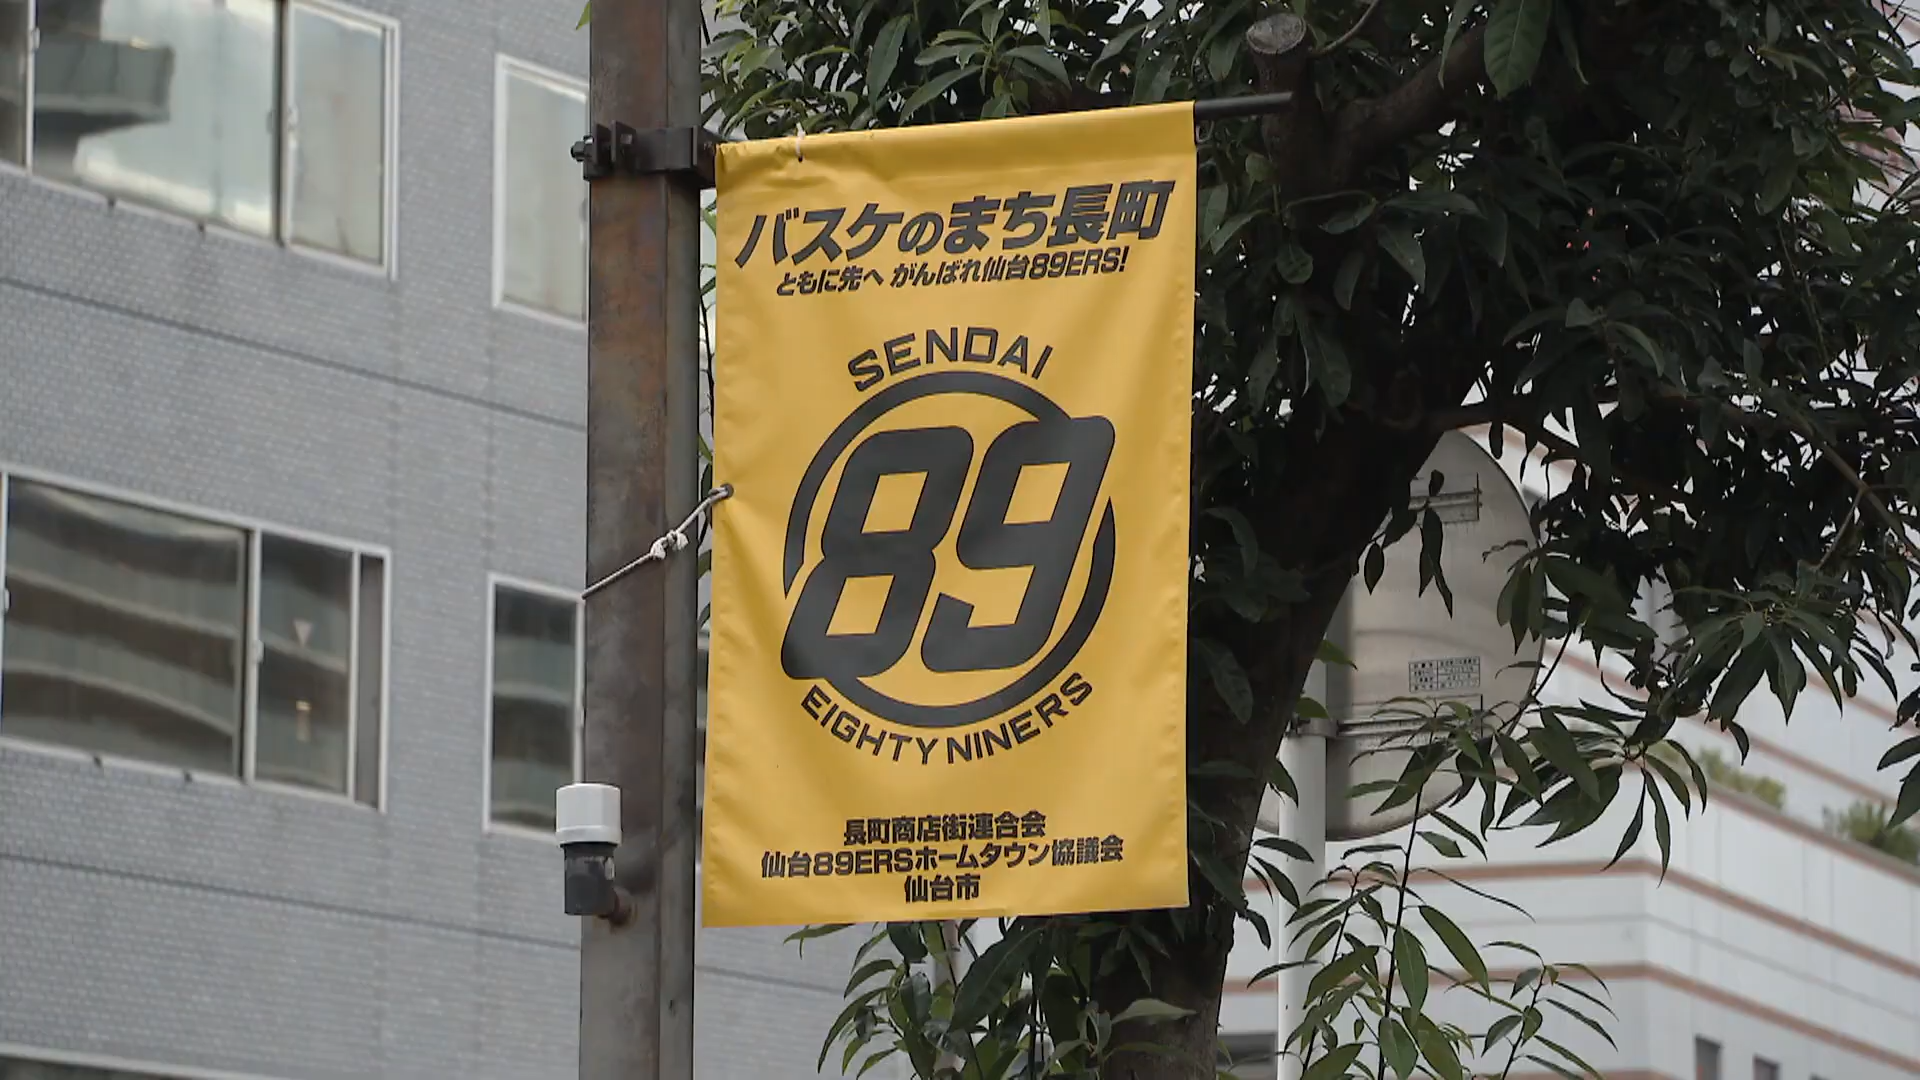 バスケのまち長町
ともに先へ がんばれ仙台89ERS!
SENDAI
89
EIGHTY NINERS
長町商店街連合会
仙台89ERSホームタウン協議会
仙台市